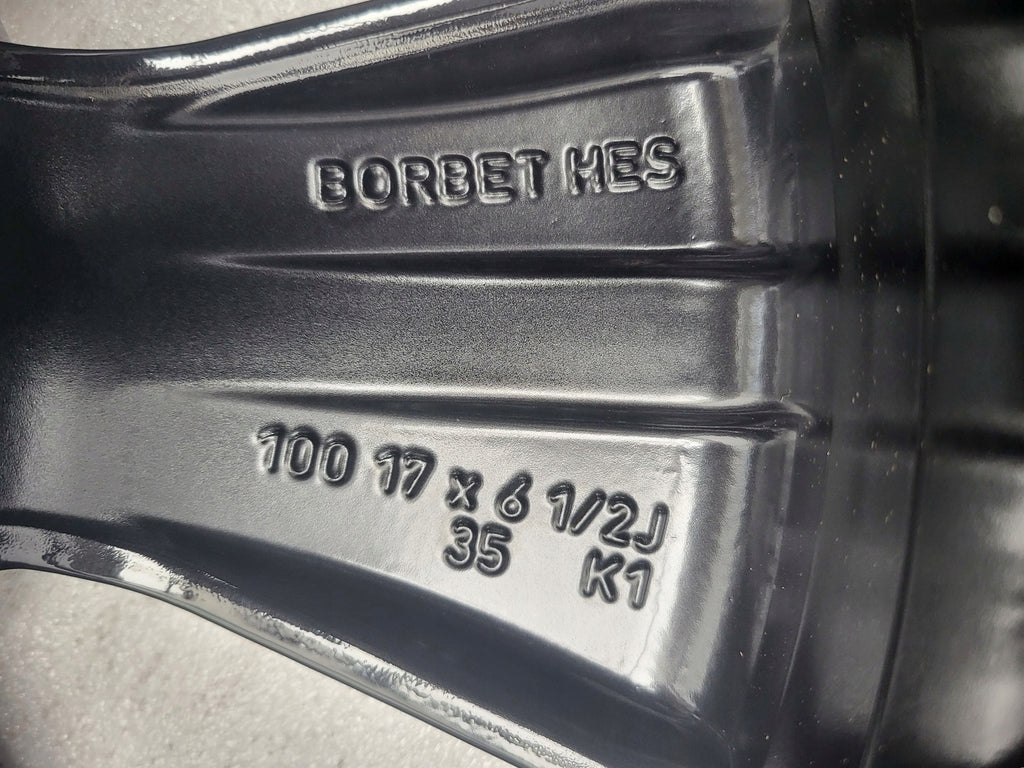 BORBET HES
100 17 x 6 1/2J
35 K1